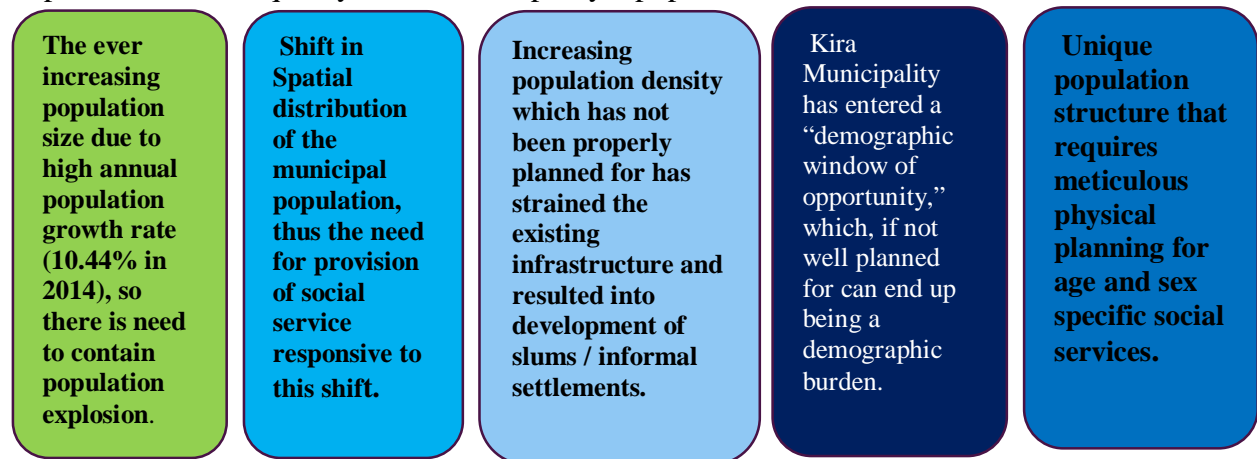 The ever
increasing
population
size due to
high annual
population
growth rate
(10.44% in
2014), so
there is need
to contain
population
explosion.
Shift in
Spatial
distribution
of the
municipal
population,
thus the need
for provision
of social
service
responsive to
this shift.
Increasing
population density
which has not
been properly
planned for has
strained the
existing
infrastructure and
resulted into
development of
slums / informal
settlements.
Kira
Municipality
has entered a
“demographic
window of
opportunity,”
which, if not
well planned
for can end up
being a
demographic
burden.
Unique
population
structure that
requires
meticulous
physical
planning for
age and sex
specific social
services.